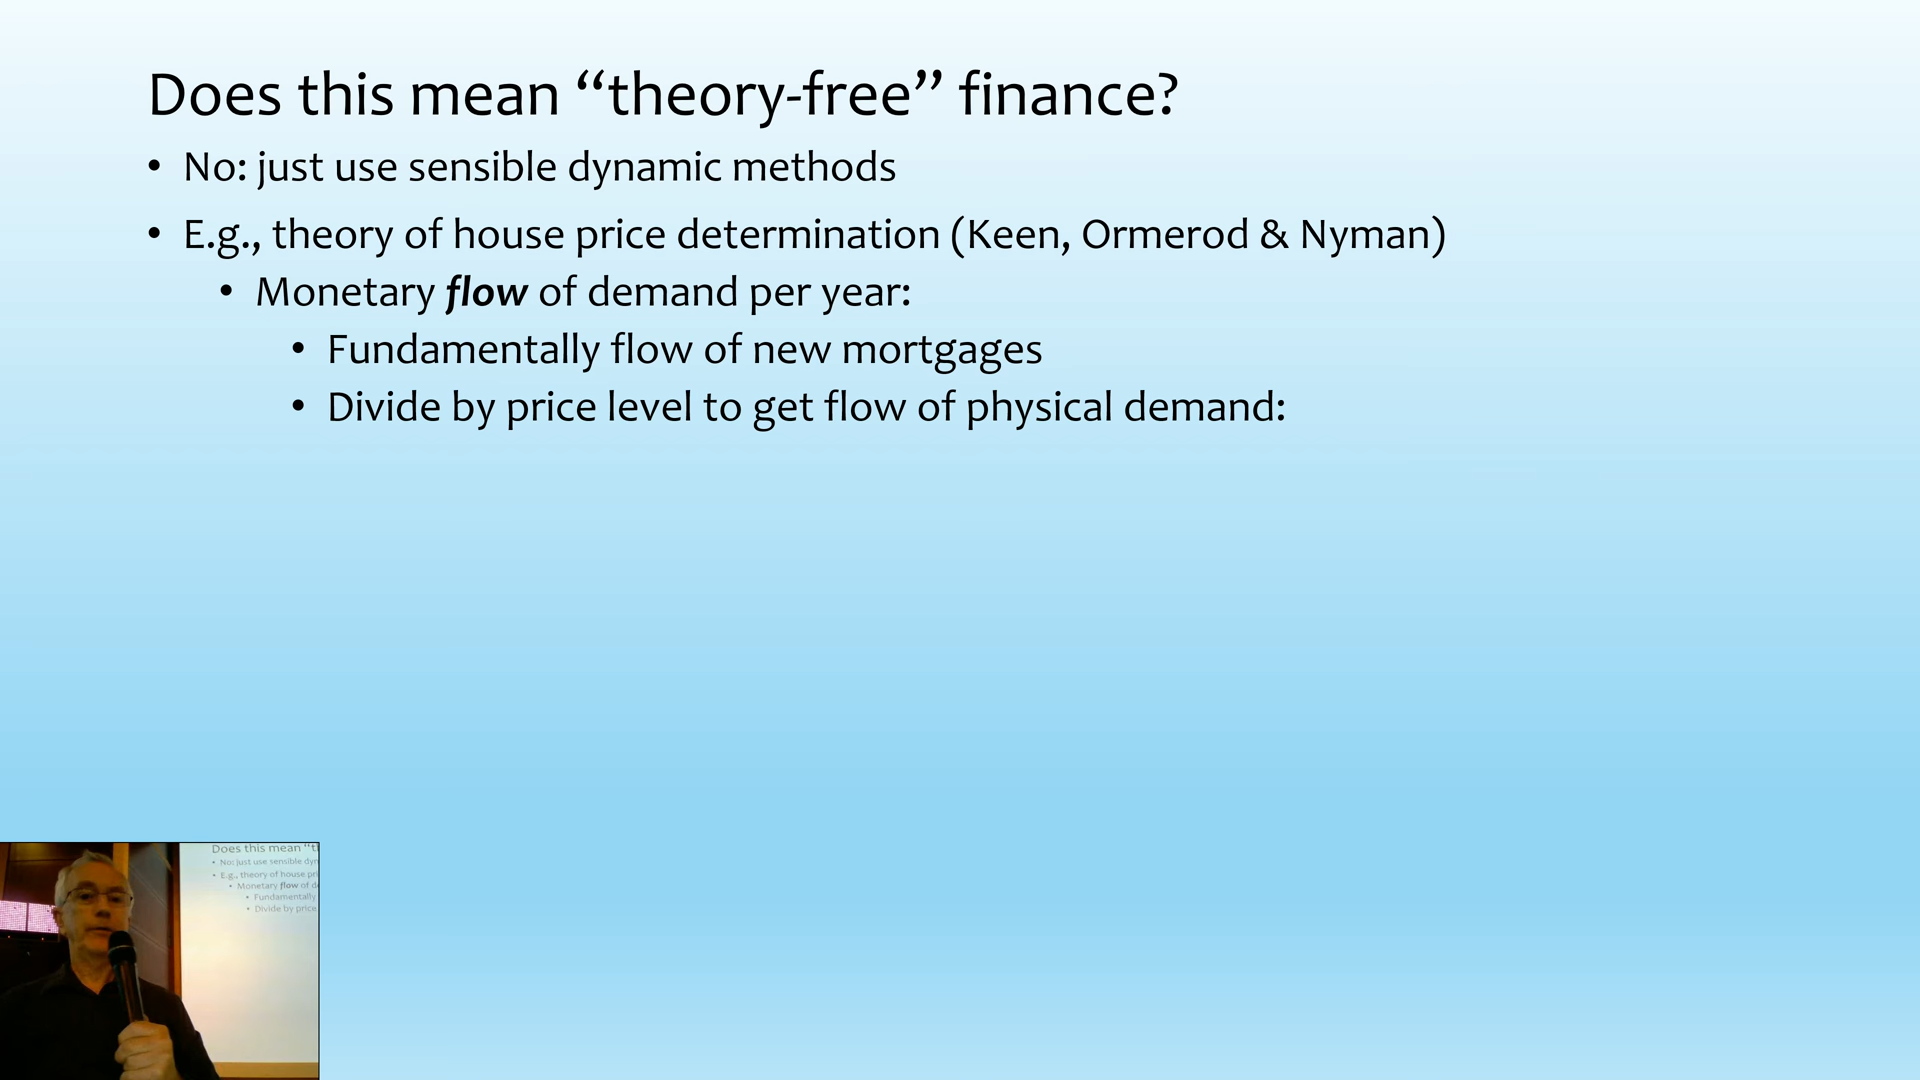 Does this mean “theory-free” finance?
• No: just use sensible dynamic methods
• E.g., theory of house price determination (Keen, Ormerod & Nyman)
• Monetary flow of demand per year:
• Fundamentally flow of new mortgages
• Divide by price level to get flow of physical demand:
Does this mean “t
• No: just use sensible dyn
• E.g., theory of house pri
• Monetary flow of d
• Fundamentally
• Divide by price